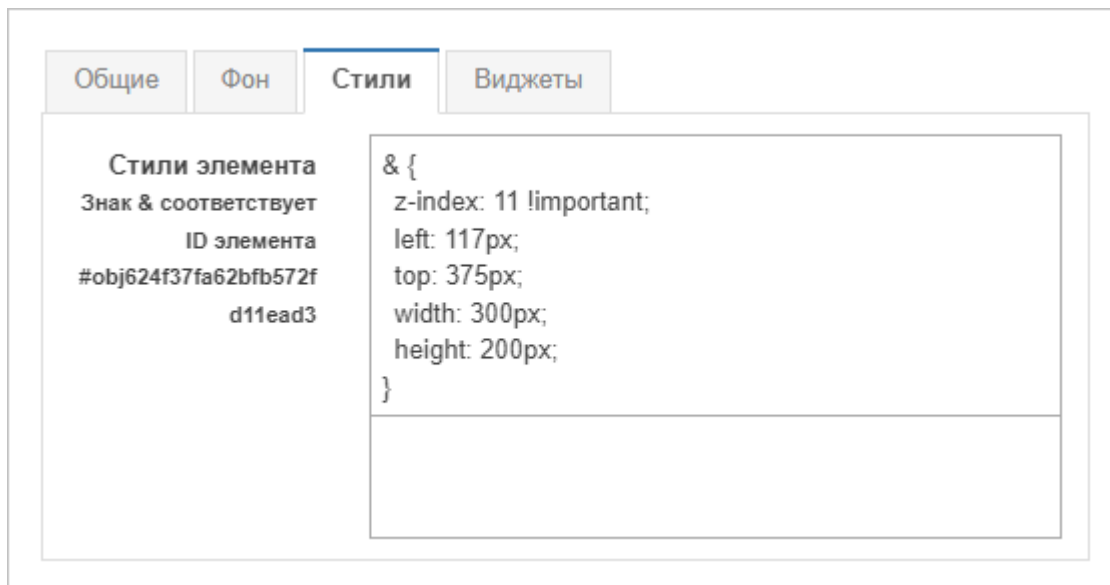 Общие Фон Стили Виджеты
Стили элемента
Знак & соответствует
ID элемента
#obj624f37fa62bfb572f
d11ead3
& {
z-index: 11 !important;
left: 117px;
top: 375px;
width: 300px;
height: 200px;
}